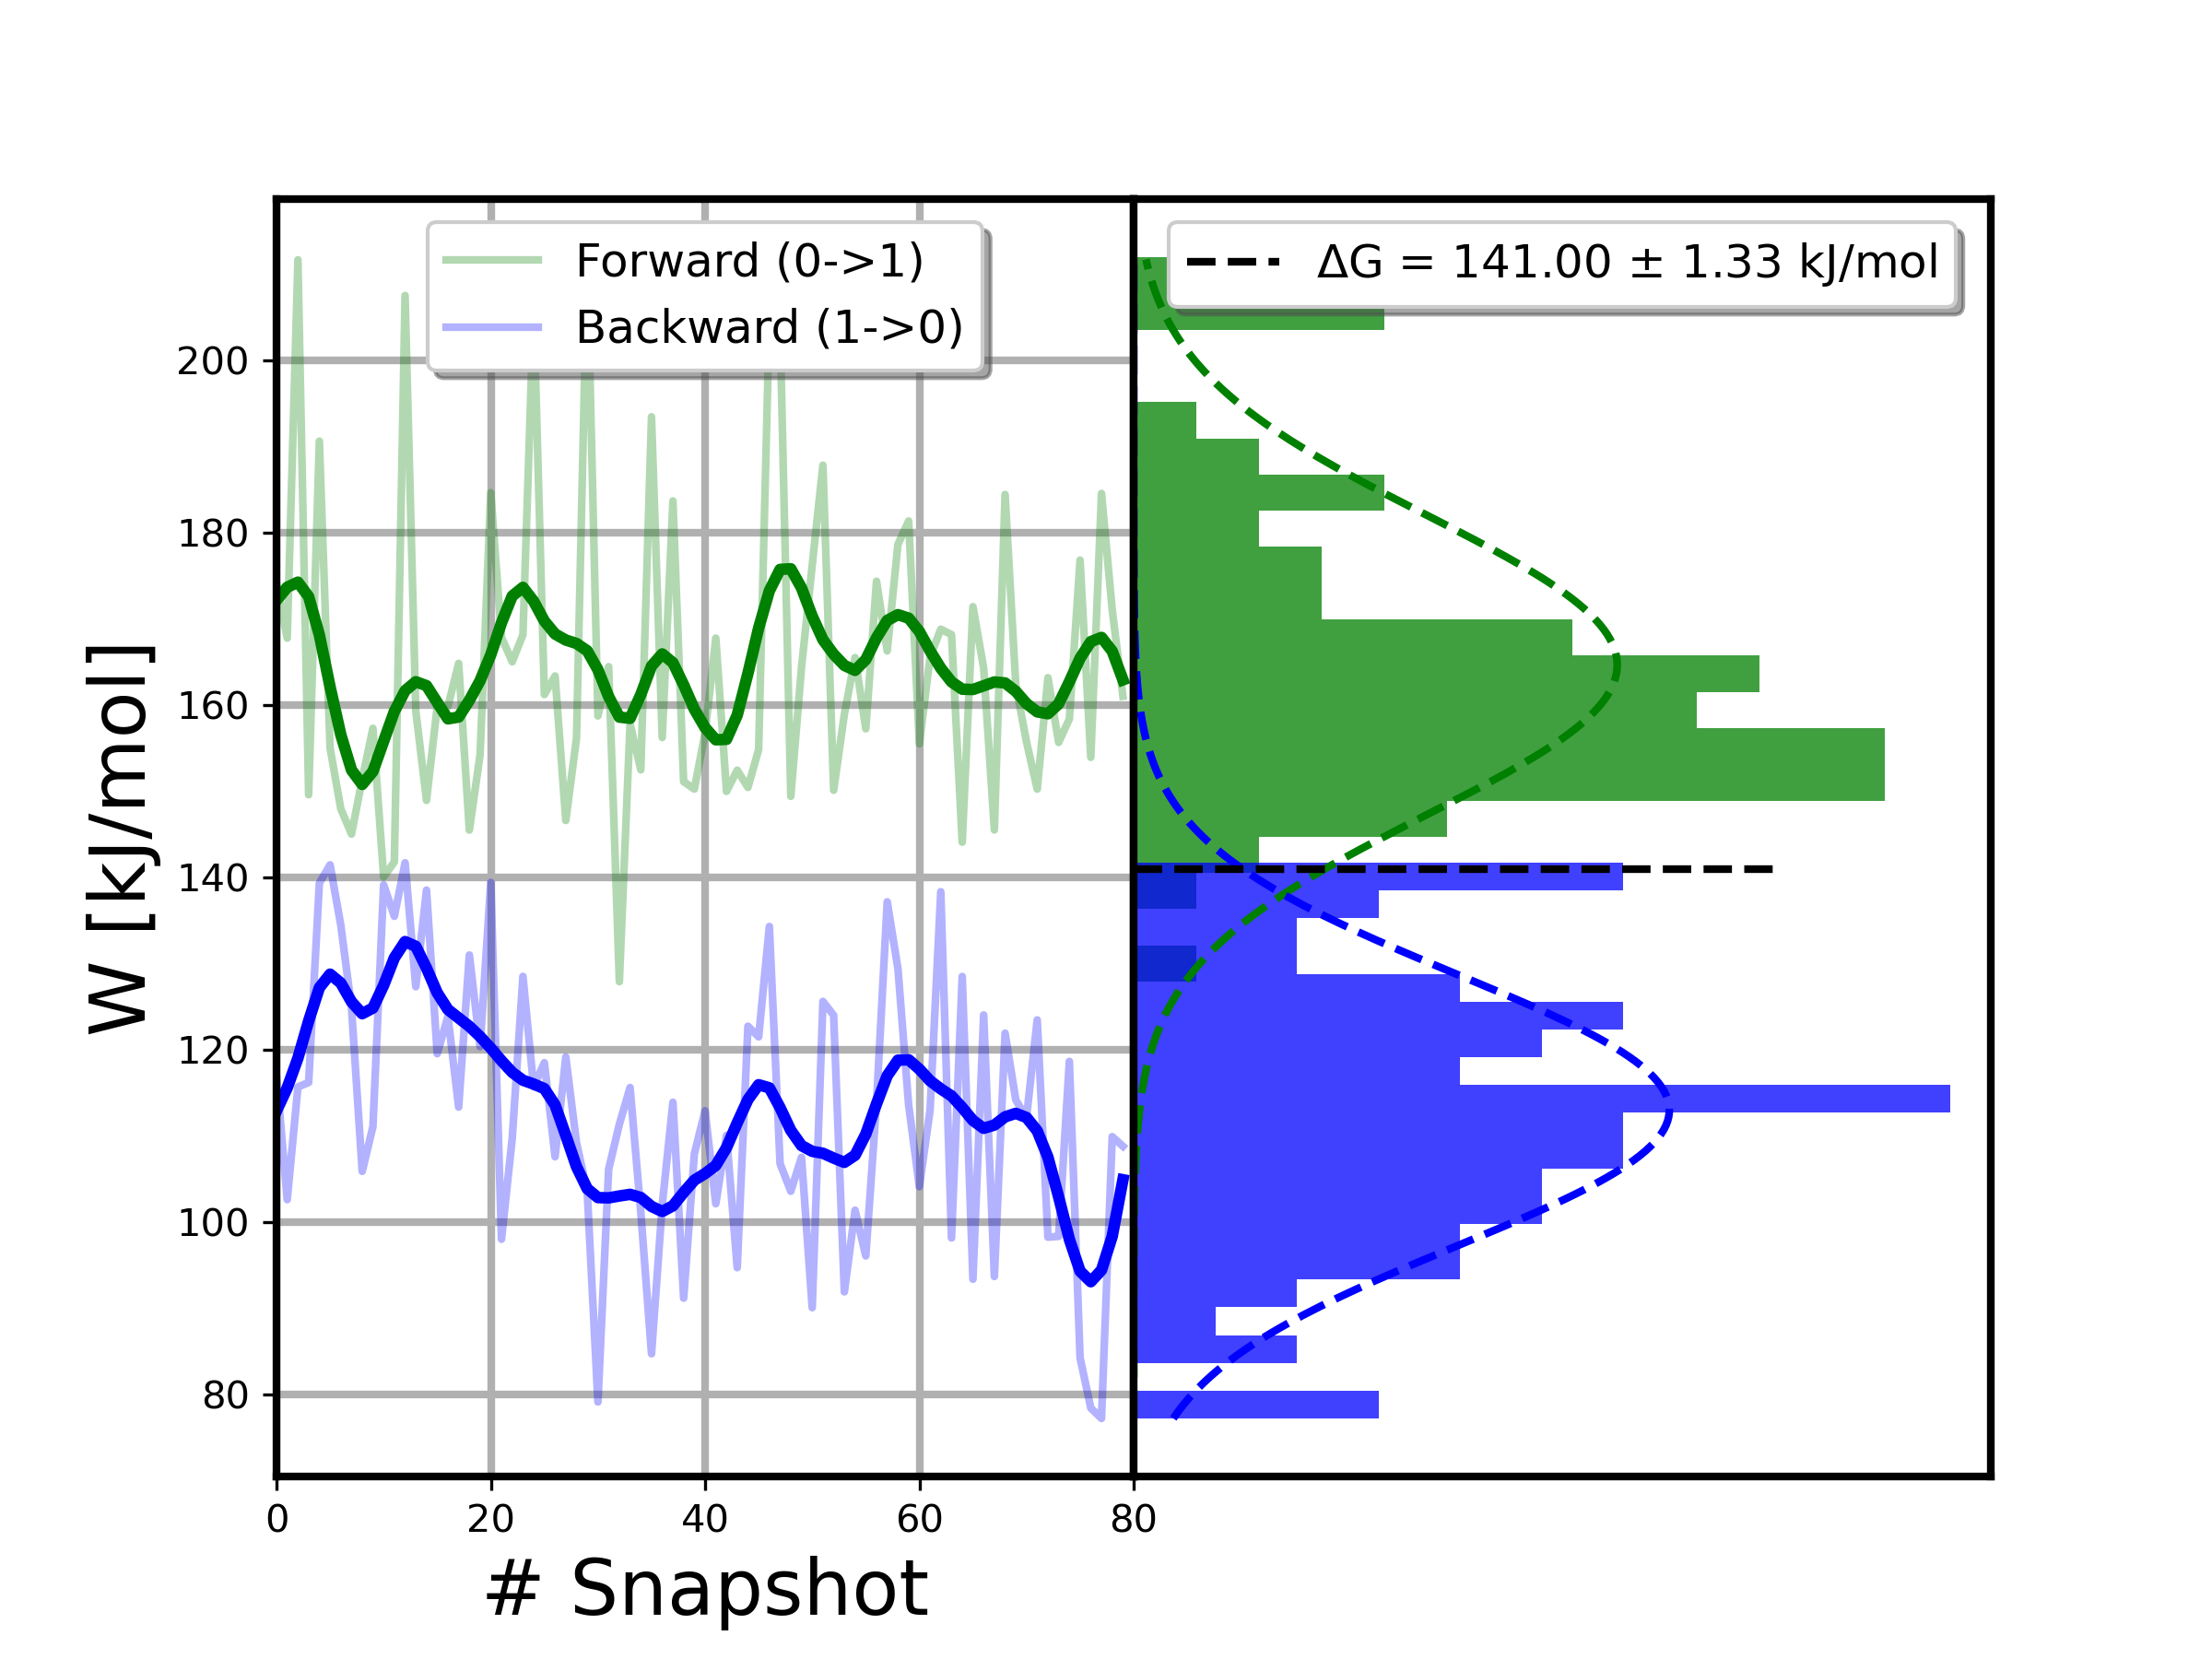 Forward (0->1)
Backward (1->0)
ΔG = 141.00 ± 1.33 kJ/mol
W [kJ/mol]
200
180
160
140
120
100
80
0 20 40 60 80
# Snapshot